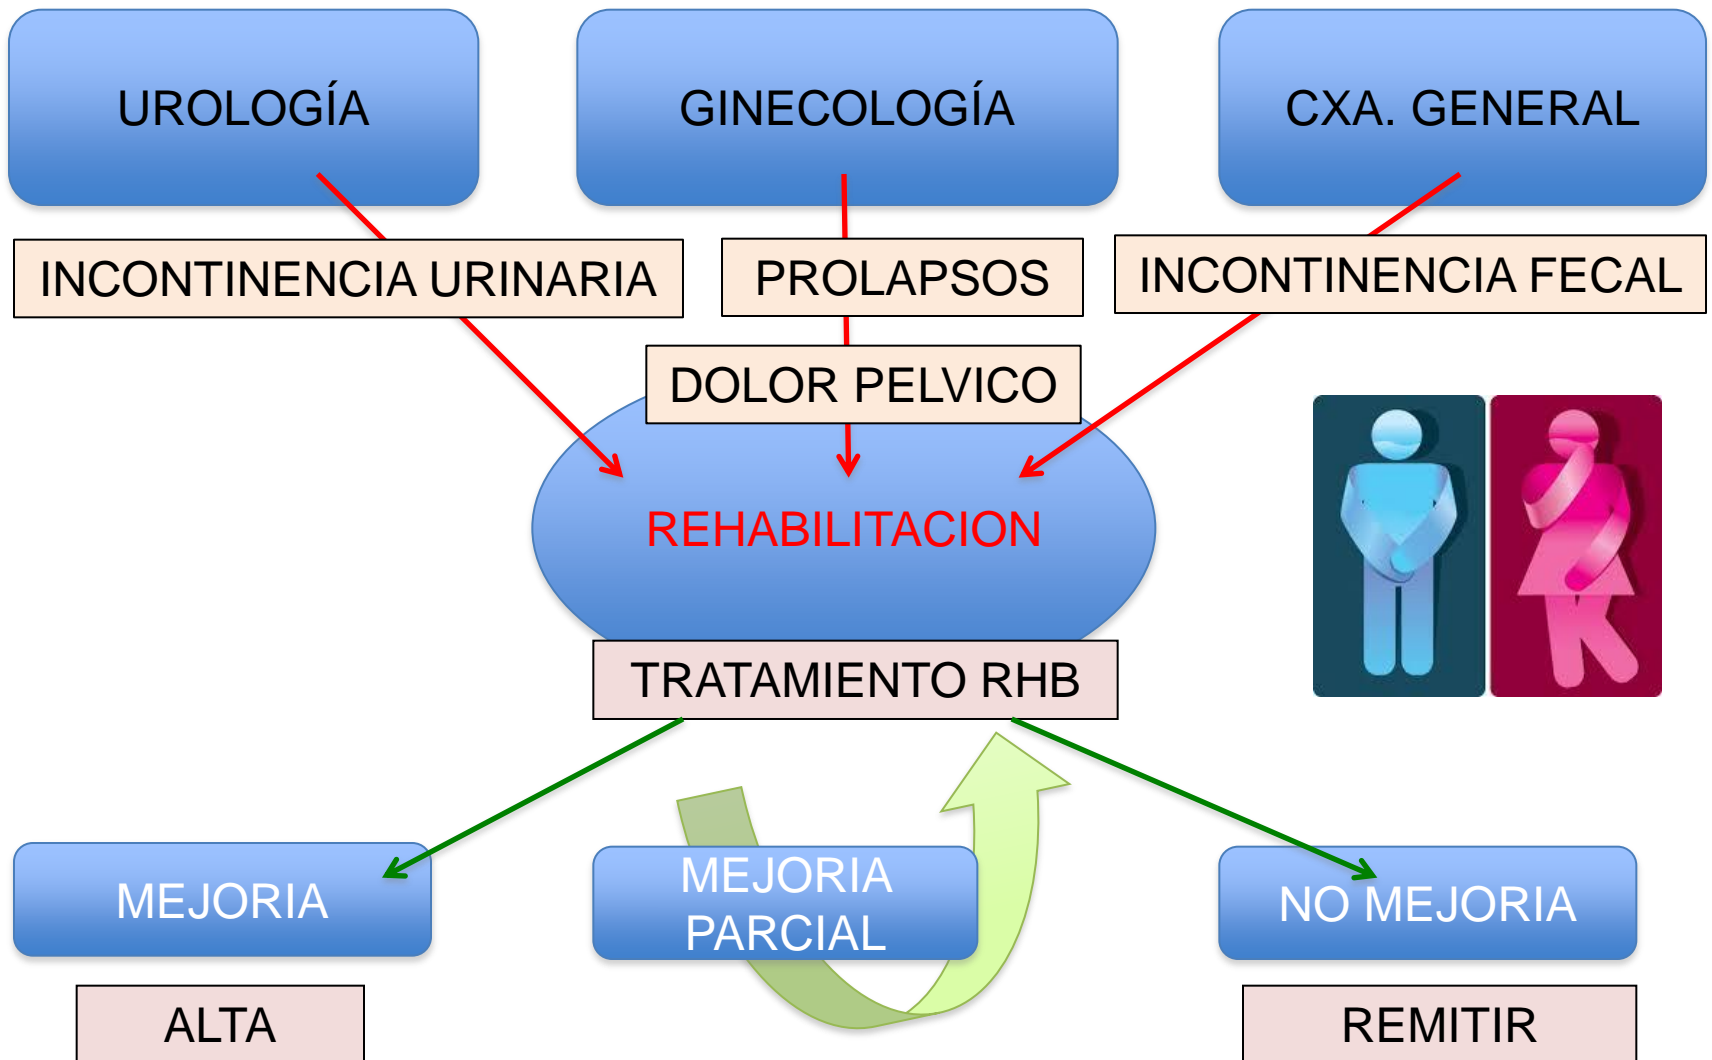 UROLOGÍA
GINECOLOGÍA
CXA. GENERAL
INCONTINENCIA URINARIA
PROLAPSOS
INCONTINENCIA FECAL
DOLOR PELVICO
REHABILITACION
TRATAMIENTO RHB
MEJORIA
MEJORIA
PARCIAL
NO MEJORIA
ALTA
REMITIR